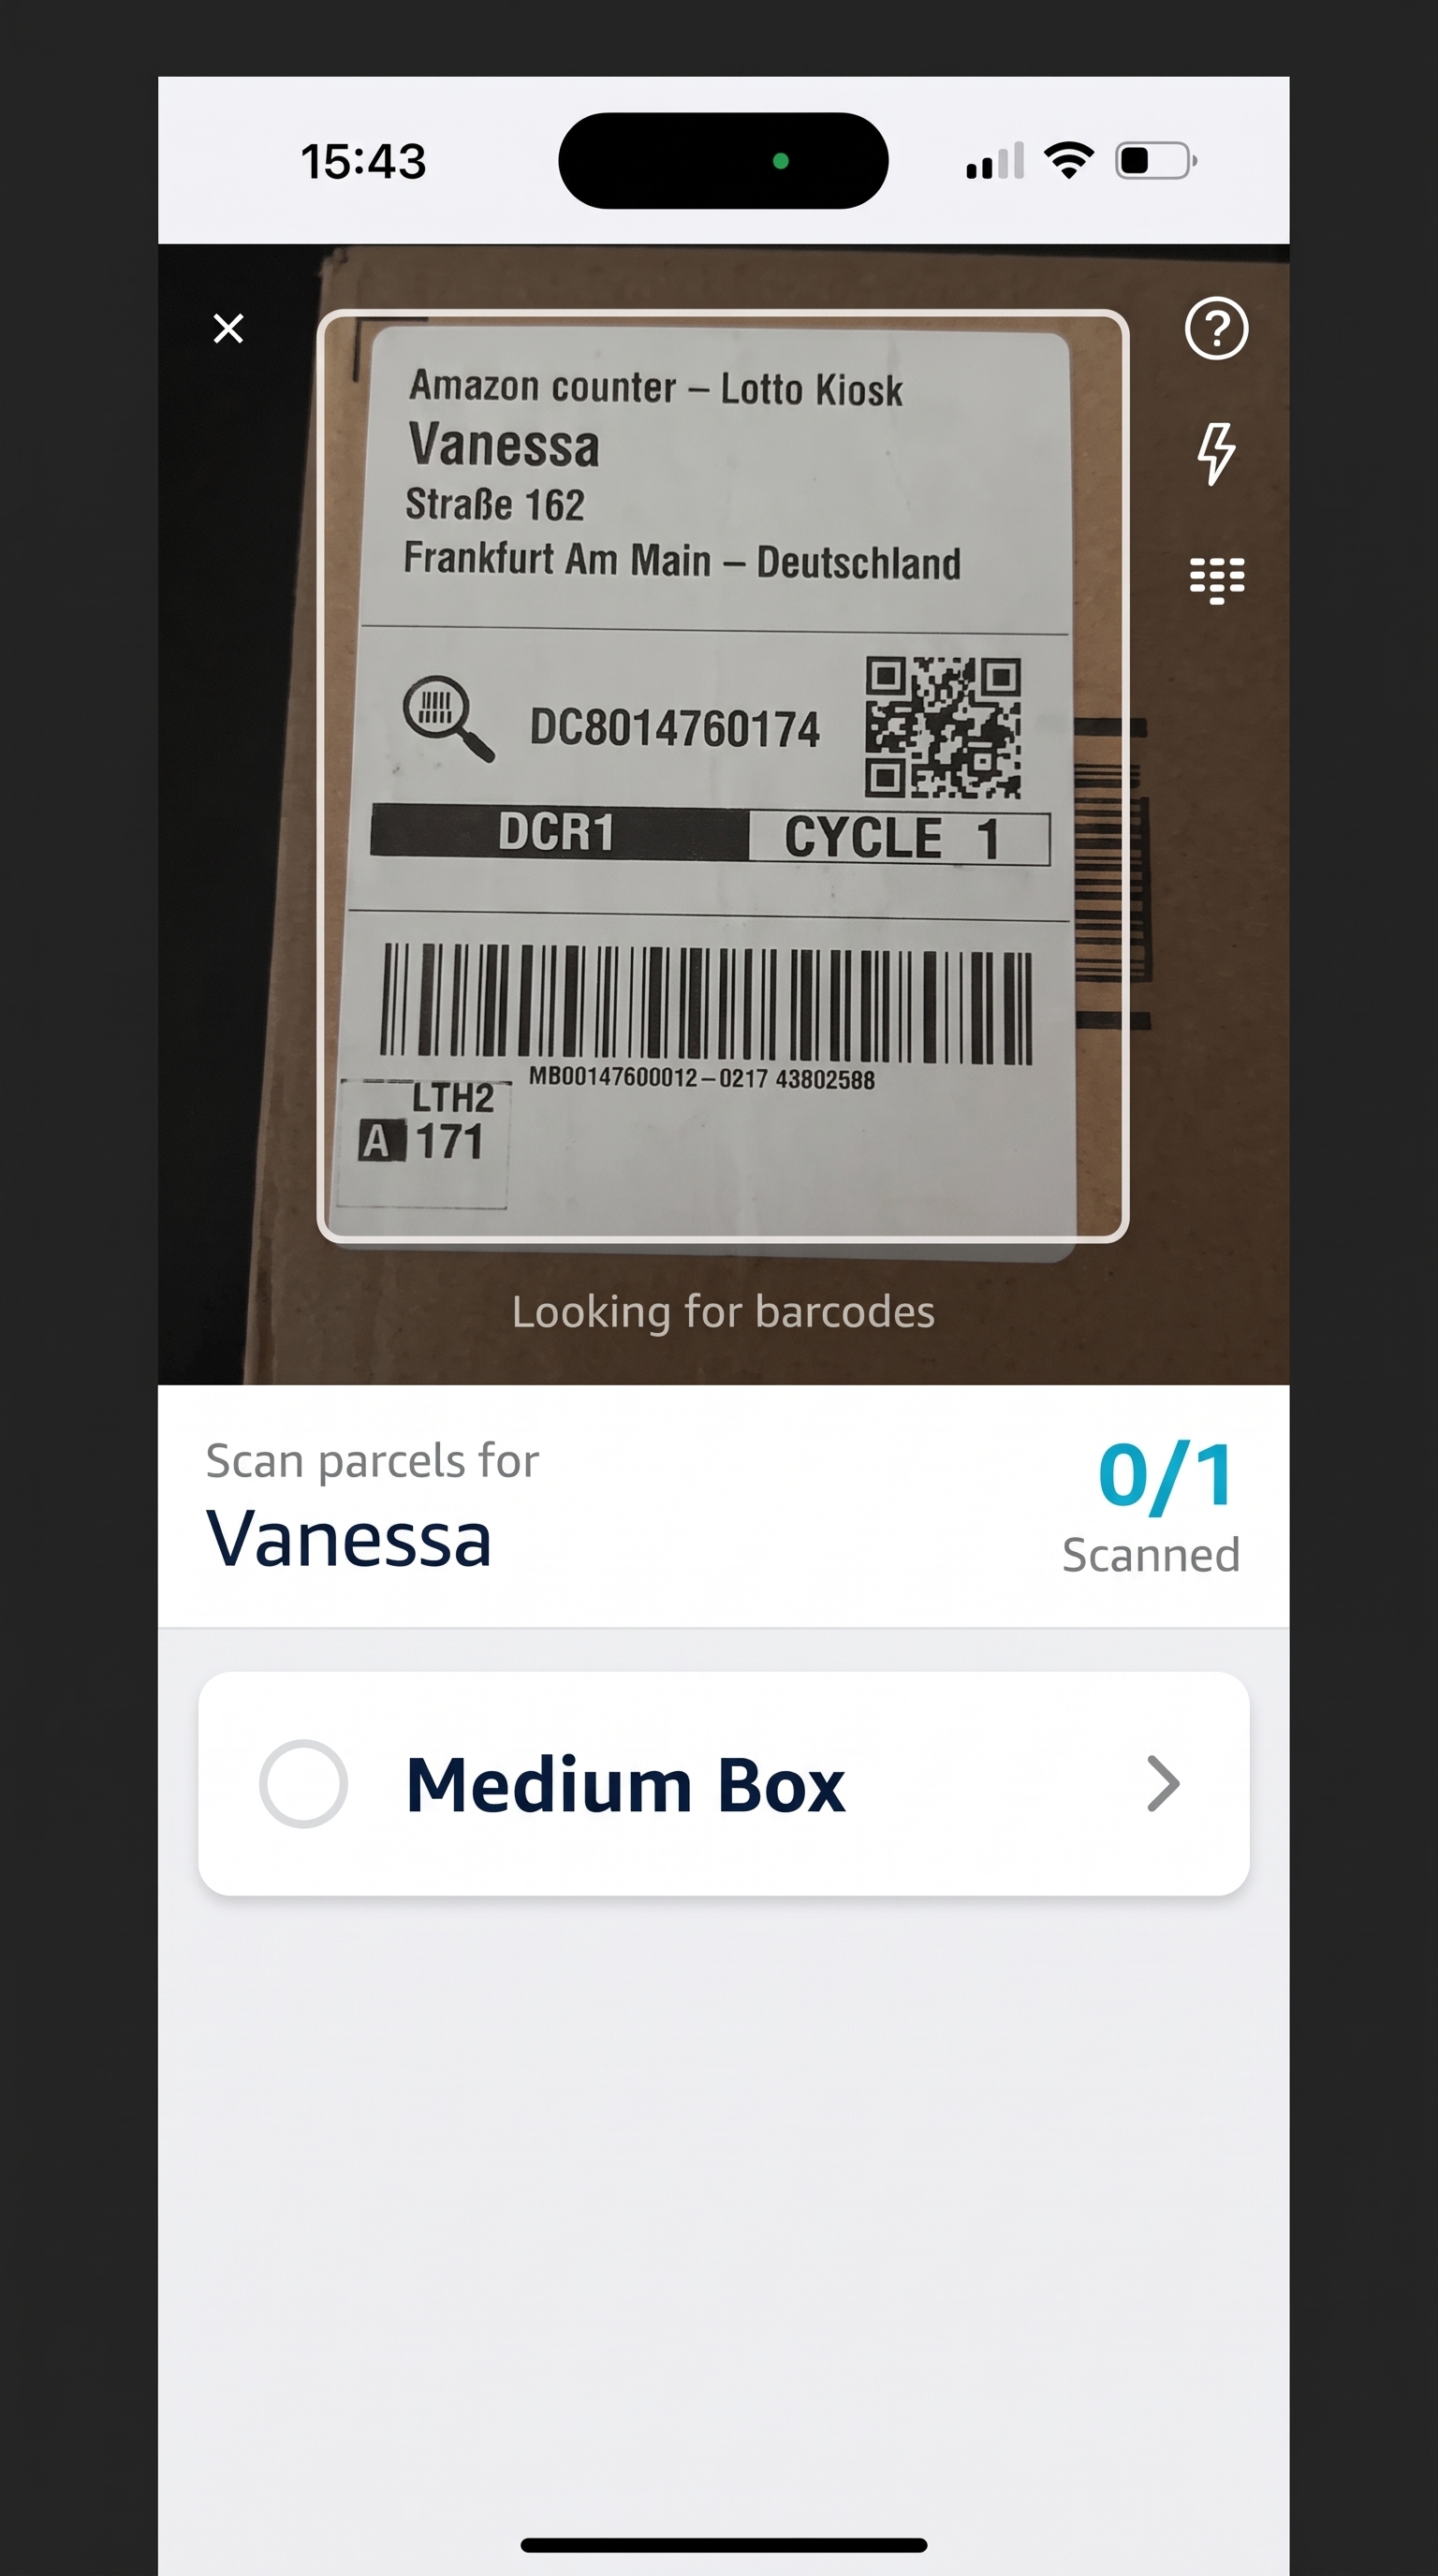 15:43
Amazon counter – Lotto Kiosk
Vanessa
Straße 162
Frankfurt Am Main – Deutschland
DC8014760174
DCR1 CYCLE 1
MB00147600012–0217 43802588
LTH2
A 171
Looking for barcodes
Scan parcels for
Vanessa
0/1
Scanned
Medium Box